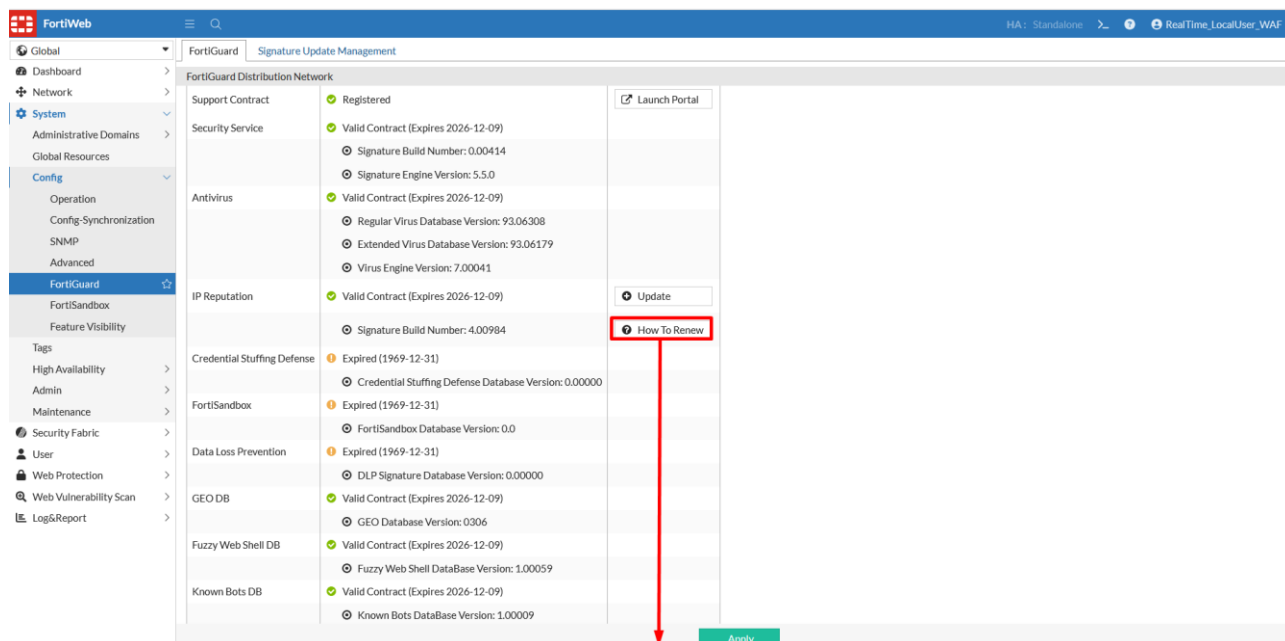 FortiWeb
HA: Standalone >_ RealTime_LocalUser_WAF
Global
Dashboard
Network
System
Administrative Domains
Global Resources
Config
Operation
Config-Synchronization
SNMP
Advanced
FortiGuard
FortiSandbox
Feature Visibility
Tags
High Availability
Admin
Maintenance
Security Fabric
User
Web Protection
Web Vulnerability Scan
Log&Report
FortiGuard Signature Update Management
FortiGuard Distribution Network
Support Contract Registered Launch Portal
Security Service Valid Contract (Expires 2026-12-09)
Signature Build Number: 0.00414
Signature Engine Version: 5.5.0
Antivirus Valid Contract (Expires 2026-12-09)
Regular Virus Database Version: 93.06308
Extended Virus Database Version: 93.06179
Virus Engine Version: 7.00041
IP Reputation Valid Contract (Expires 2026-12-09) Update
Signature Build Number: 4.00984 How To Renew
Credential Stuffing Defense Expired (1969-12-31)
Credential Stuffing Defense Database Version: 0.00000
FortiSandbox Expired (1969-12-31)
FortiSandbox Database Version: 0.0
Data Loss Prevention Expired (1969-12-31)
DLP Signature Database Version: 0.00000
GEO DB Valid Contract (Expires 2026-12-09)
GEO Database Version: 0306
Fuzzy Web Shell DB Valid Contract (Expires 2026-12-09)
Fuzzy Web Shell DataBase Version: 1.00059
Known Bots DB Valid Contract (Expires 2026-12-09)
Known Bots DataBase Version: 1.00009
Apply